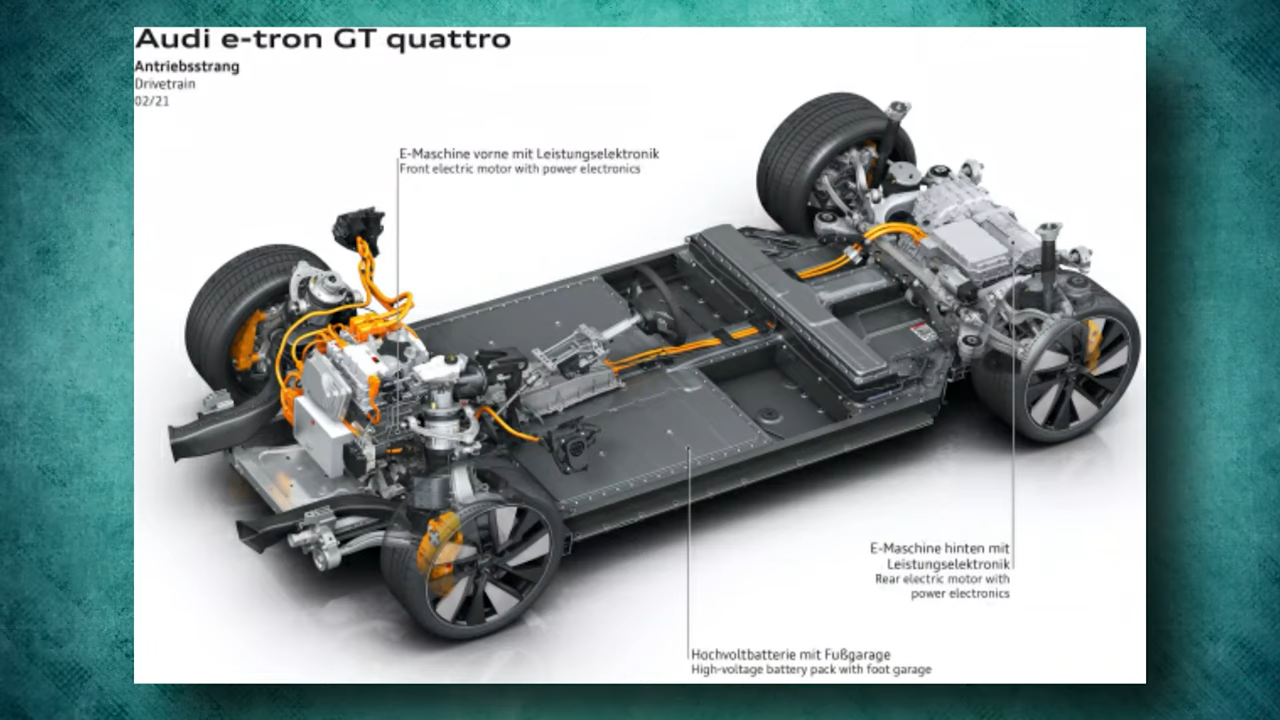 Audi e-tron GT quattro
Antriebsstrang
Drivetrain
02/21
E-Maschine vorne mit Leistungselektronik
Front electric motor with power electronics
E-Maschine hinten mit
Leistungselektronik
Rear electric motor with
power electronics
Hochvoltbatterie mit Fußgarage
High-voltage battery pack with foot garage